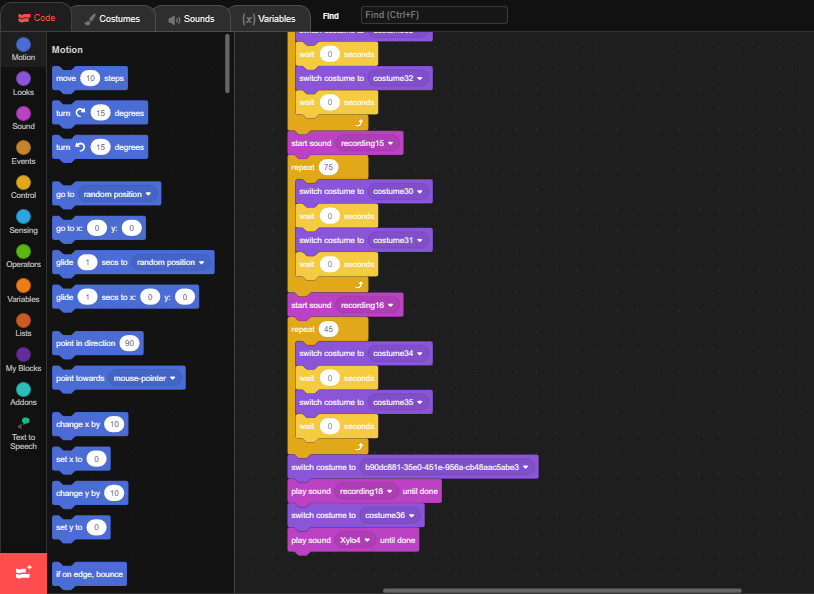 Code
Costumes
Sounds
(x) Variables
Find
Find (Ctrl+F)
Motion
Looks
Sound
Events
Control
Sensing
Operators
Variables
Lists
My Blocks
Addons
Text to
Speech
Motion
move 10 steps
turn 15 degrees
turn 15 degrees
go to random position
go to x: 0 y: 0
glide 1 secs to random position
glide 1 secs to x: 0 y: 0
point in direction 90
point towards mouse-pointer
change x by 10
set x to 0
change y by 10
set y to 0
if on edge, bounce
wait 0 seconds
switch costume to costume32
wait 0 seconds
start sound recording15
repeat 75
switch costume to costume30
wait 0 seconds
switch costume to costume31
wait 0 seconds
start sound recording16
repeat 45
switch costume to costume34
wait 0 seconds
switch costume to costume35
wait 0 seconds
switch costume to b90dc881-35e0-451e-956a-cb48aac5abe3
play sound recording18 until done
switch costume to costume36
play sound Xylo4 until done